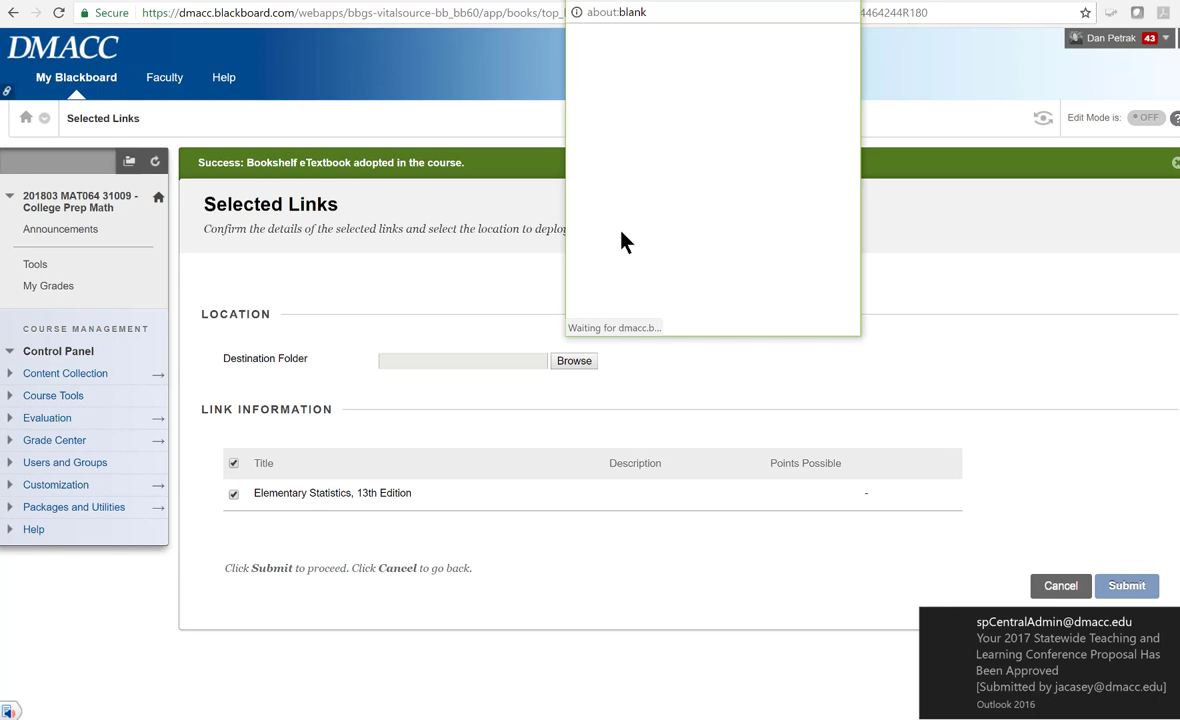 Secure
https://dmacc.blackboard.com/webapps/bbgs-vitalsource-bb_bb60/app/books/top_
about:blank
4464244R180
DMACC
Dan Petrak 43
My Blackboard Faculty Help
Selected Links
Edit Mode is: OFF ?
Success: Bookshelf eTextbook adopted in the course.
201803 MAT064 31009 -
College Prep Math
Announcements
Tools
My Grades
COURSE MANAGEMENT
Control Panel
Content Collection
Course Tools
Evaluation
Grade Center
Users and Groups
Customization
Packages and Utilities
Help
Selected Links
Confirm the details of the selected links and select the location to deploy
Waiting for dmacc.b...
LOCATION
Destination Folder Browse
LINK INFORMATION
Title Description Points Possible
Elementary Statistics, 13th Edition -
Click Submit to proceed. Click Cancel to go back.
Cancel Submit
spCentralAdmin@dmacc.edu
Your 2017 Statewide Teaching and
Learning Conference Proposal Has
Been Approved
[Submitted by jacasey@dmacc.edu]
Outlook 2016